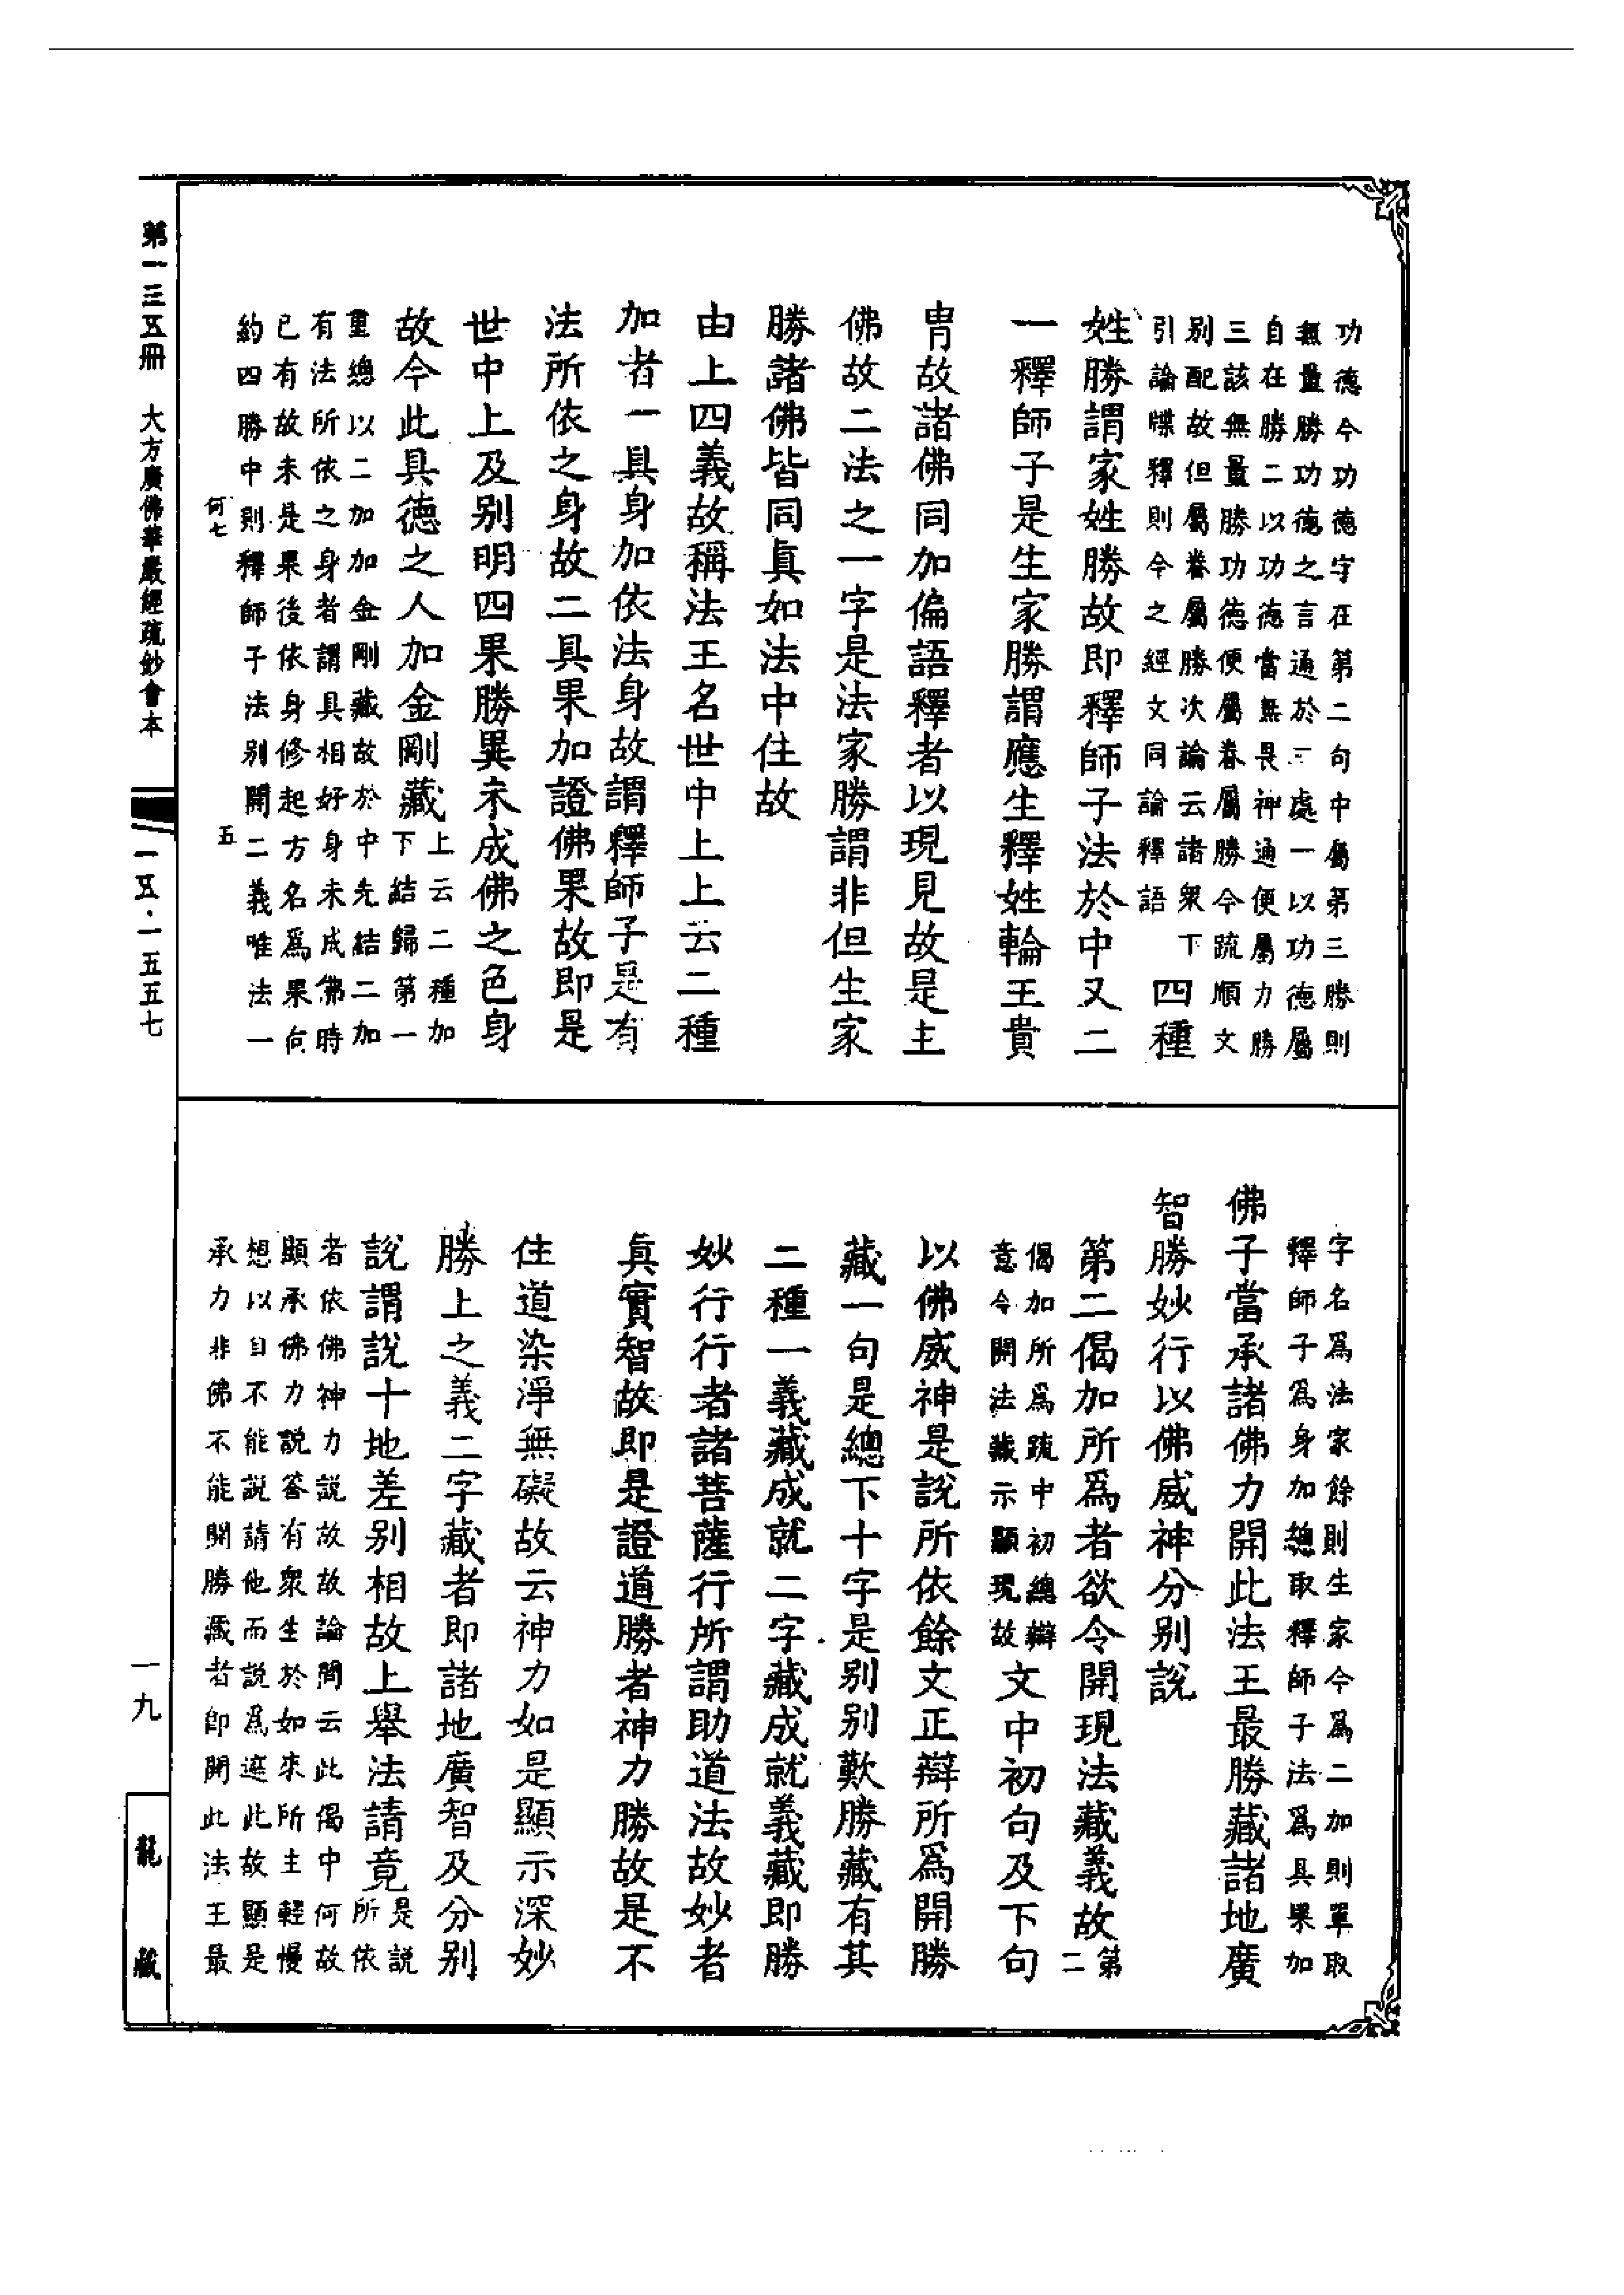 功德今功德字在第二句中屬第三勝則
無量勝功德之言通於三處一以功德屬
自在勝二以功德當無畏神通便屬力勝
三該無量勝功德便屬眷屬勝今疏順文
别配故但屬眷屬勝次論云諸衆下
引論牒釋則今之經文同論釋語
四種
姓勝謂家姓勝故即釋師子法於中又二
一釋師子是生家勝謂應生釋姓輪王貴
胄故諸佛同加偏語釋者以現見故是主
佛故二法之一字是法家勝謂非但生家
勝諸佛皆同真如法中住故
由上四義故稱法王名世中上上云二種
加者一具身加依法身故謂釋師子是有
法所依之身故二具果加證佛果故即是
世中上及别明四果勝異未成佛之色身
故今此具德之人加金剛藏
上云二種加
下結歸第一
重總以二加加金剛藏故於中先結二加
有法所依之身者謂具相好身未成佛時
已有故未是果後依身修起方名爲果何
約四勝中則釋師子法别開二義唯法一
何七
五
字名爲法家餘則生家今爲二加則單取
釋師子爲身加總取釋師子法爲具果加
佛子當承諸佛力開此法王最勝藏諸地廣
智勝妙行以佛威神分别説
第二偈加所爲者欲令開現法藏義故
第
二
偈加所爲疏中初總辯
意令開法藏示顯現故
文中初句及下句
以佛威神是説所依餘文正辯所爲開勝
藏一句是總下十字是别别歎勝藏有其
二種一義藏成就二字藏成就義藏即勝
妙行行者諸菩薩行所謂助道法故妙者
真實智故即是證道勝者神力勝故是不
住道染淨無礙故云神力如是顯示深妙
勝上之義二字藏者即諸地廣智及分别
説謂説十地差别相故上舉法請竟
是説
所依
者依佛神力説故故論問云此偈中何故
顯承佛力説答有衆生於如來所生輕慢
想以自不能説請他而説爲遮此故顯是
承力非佛不能開勝藏者即開此法王最
第一三五册　大方廣佛華嚴經疏鈔會本
一五·一五五七
一九
龍藏